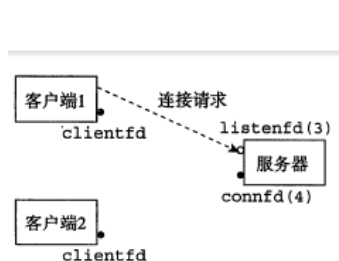 客户端1
连接请求
clientfd
listenfd(3)
服务器
connfd(4)
客户端2
clientfd